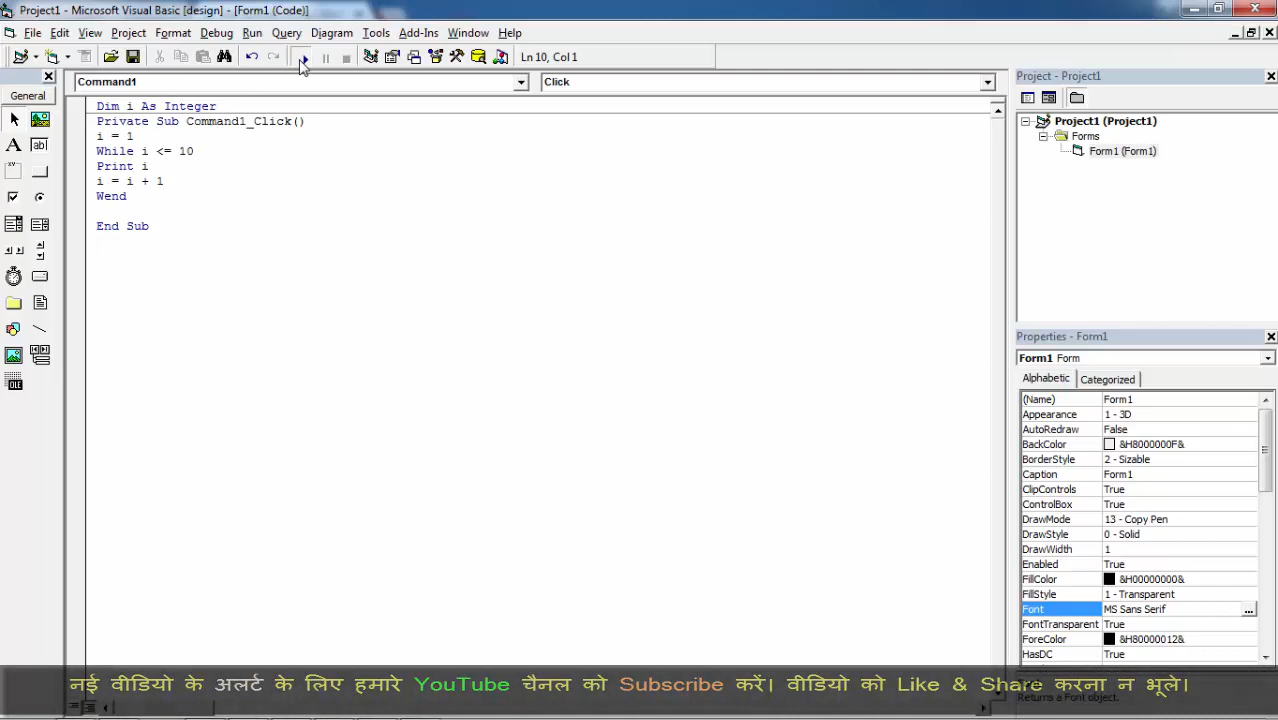 Project1 - Microsoft Visual Basic [design] - [Form1 (Code)]
File Edit View Project Format Debug Run Query Diagram Tools Add-Ins Window Help
Ln 10, Col 1
General
Command1 Click
Dim i As Integer
Private Sub Command1_Click()
i = 1
While i <= 10
Print i
i = i + 1
Wend
End Sub
Project - Project1
Project1 (Project1)
Forms
Form1 (Form1)
Properties - Form1
Form1 Form
Alphabetic Categorized
(Name) Form1
Appearance 1 - 3D
AutoRedraw False
BackColor &H8000000F&
BorderStyle 2 - Sizable
Caption Form1
ClipControls True
ControlBox True
DrawMode 13 - Copy Pen
DrawStyle 0 - Solid
DrawWidth 1
Enabled True
FillColor &H00000000&
FillStyle 1 - Transparent
Font MS Sans Serif
FontTransparent True
ForeColor &H80000012&
HasDC True
नई वीडियो के अलर्ट के लिए हमारे YouTube चैनल को Subscribe करें। वीडियो को Like & Share करना न भूले।
Returns a Font object.